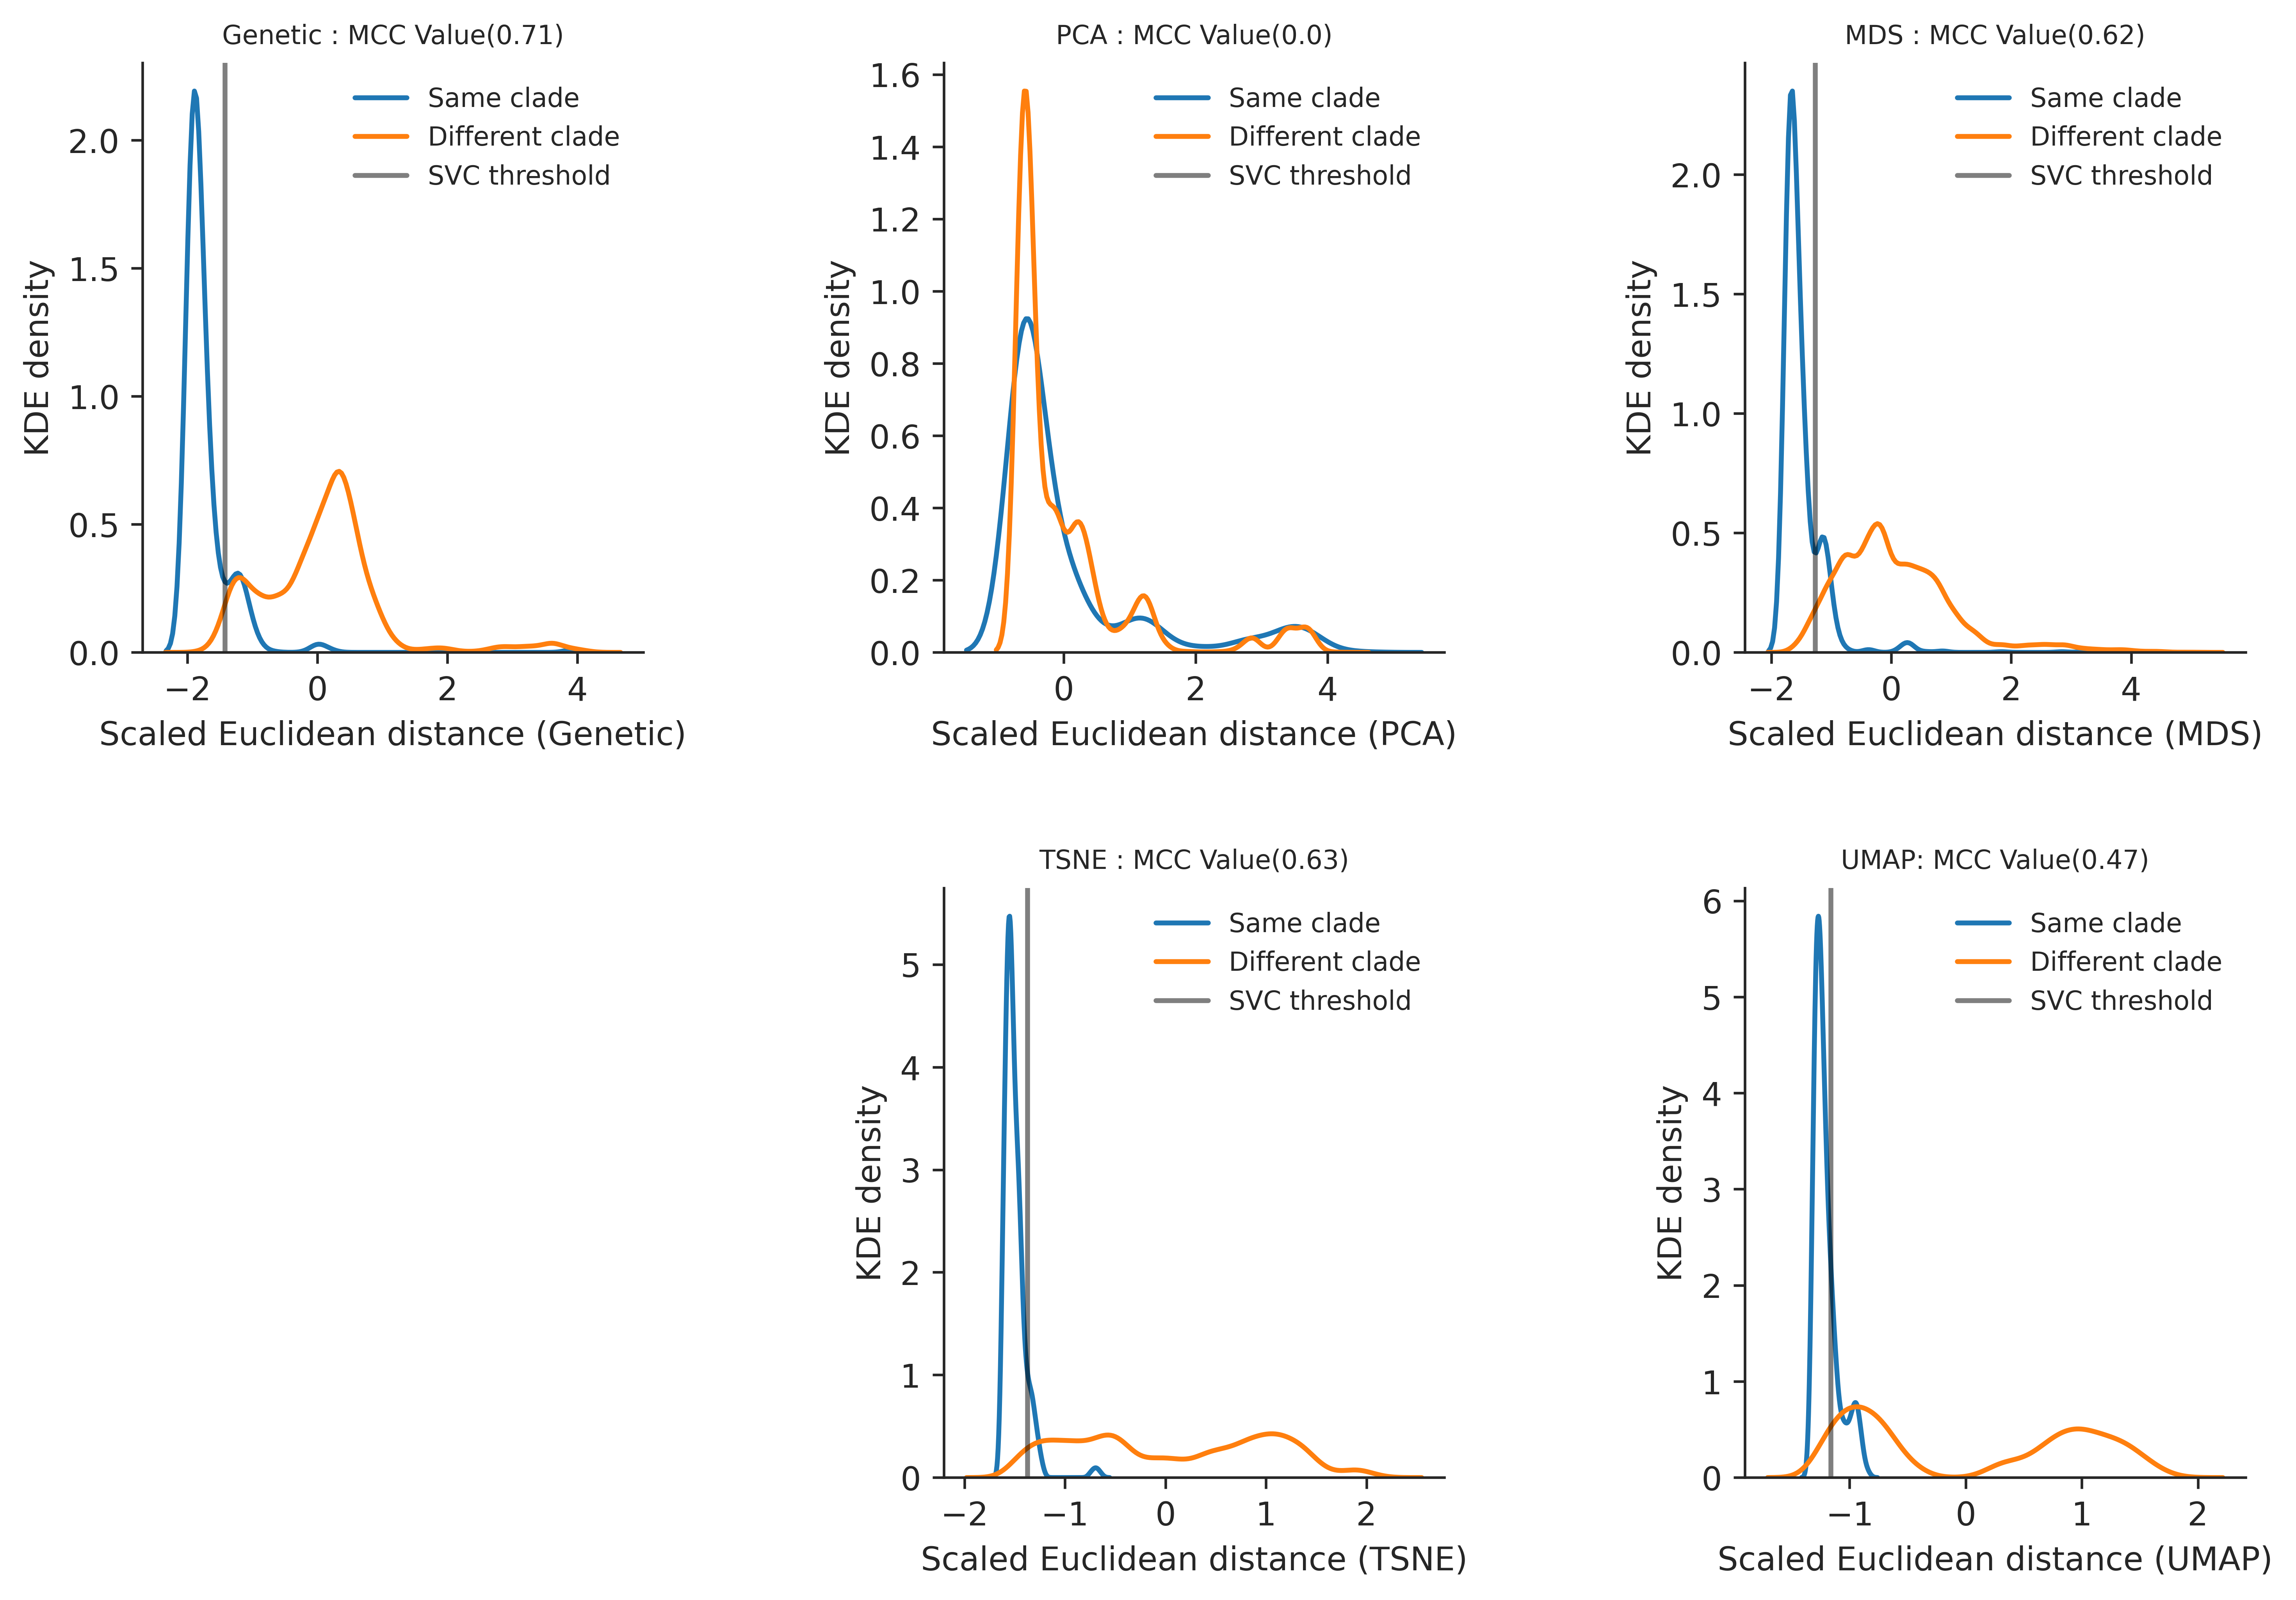 Genetic : MCC Value(0.71)
Same clade
Different clade
SVC threshold
KDE density
2.0
1.5
1.0
0.5
0.0
−2 0 2 4
Scaled Euclidean distance (Genetic)
PCA : MCC Value(0.0)
Same clade
Different clade
SVC threshold
KDE density
1.6
1.4
1.2
1.0
0.8
0.6
0.4
0.2
0.0
0 2 4
Scaled Euclidean distance (PCA)
MDS : MCC Value(0.62)
Same clade
Different clade
SVC threshold
KDE density
2.0
1.5
1.0
0.5
0.0
−2 0 2 4
Scaled Euclidean distance (MDS)
TSNE : MCC Value(0.63)
Same clade
Different clade
SVC threshold
KDE density
5
4
3
2
1
0
−2 −1 0 1 2
Scaled Euclidean distance (TSNE)
UMAP: MCC Value(0.47)
Same clade
Different clade
SVC threshold
KDE density
6
5
4
3
2
1
0
−1 0 1 2
Scaled Euclidean distance (UMAP)